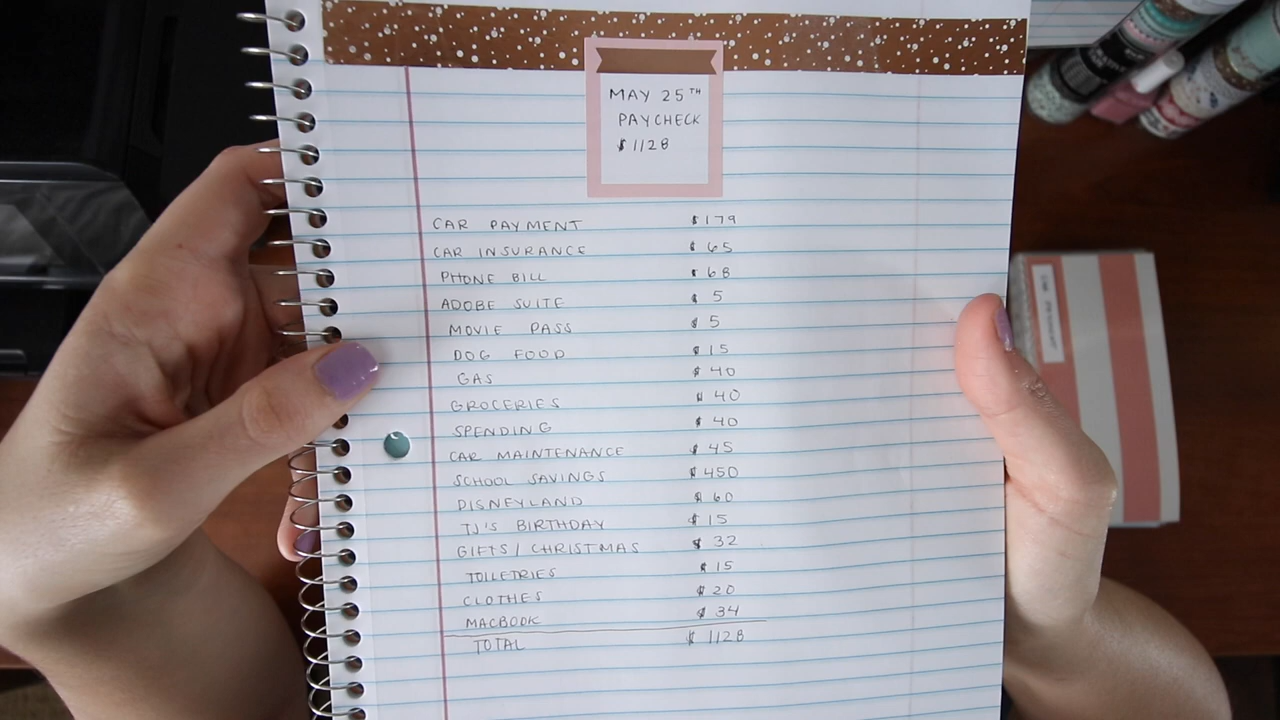 MAY 25TH
PAYCHECK
$1128
CAR PAYMENT $179
CAR INSURANCE $65
PHONE BILL $68
ADOBE SUITE $5
MOVIE PASS $5
DOG FOOD $15
GAS $40
GROCERIES $40
SPENDING $40
CAR MAINTENANCE $45
SCHOOL SAVINGS $450
DISNEYLAND $60
TJ'S BIRTHDAY $15
GIFTS/CHRISTMAS $32
TOILETRIES $15
CLOTHES $20
MACBOOK $34
TOTAL $1128